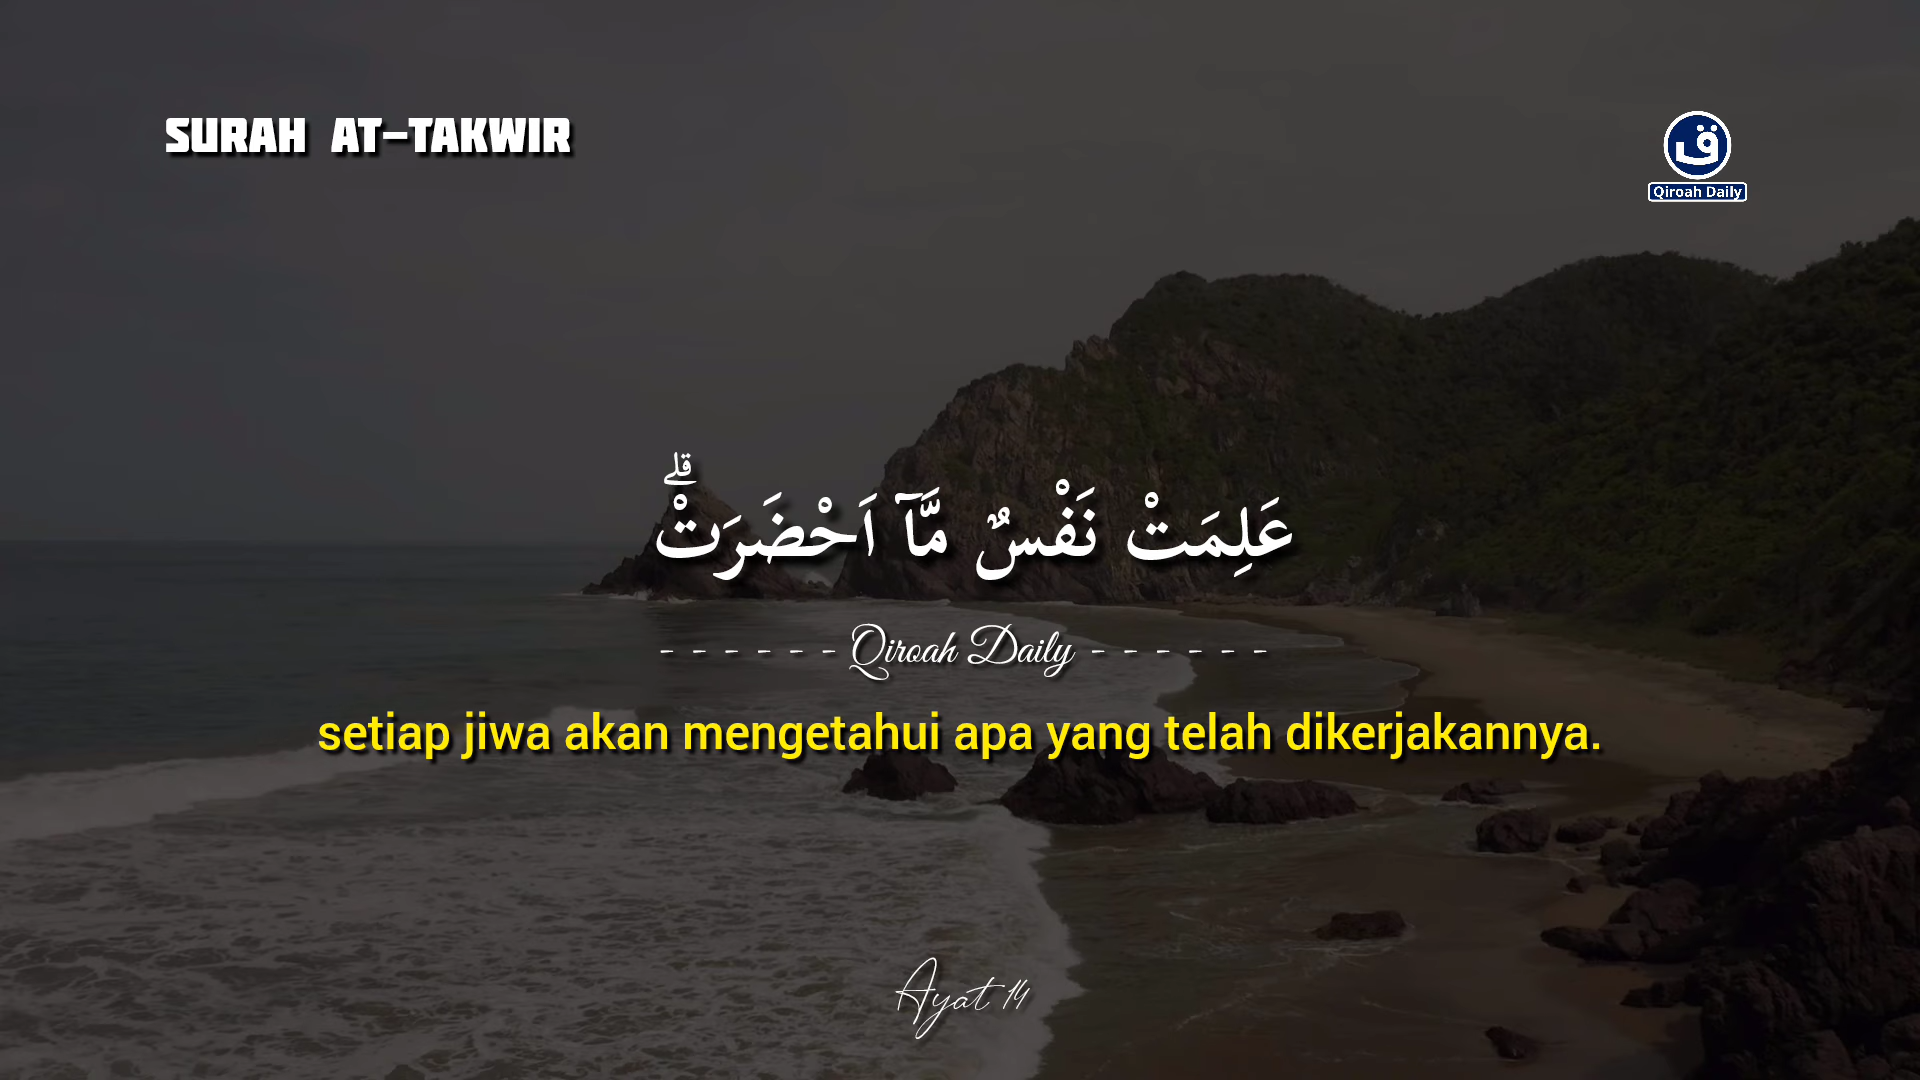 SURAH AT-TAKWIR
ق
Qiroah Daily
عَلِمَتْ نَفْسٌ مَّآ اَحْضَرَتْۗ
- - - - - - Qiroah Daily - - - - - -
setiap jiwa akan mengetahui apa yang telah dikerjakannya.
Ayat 14